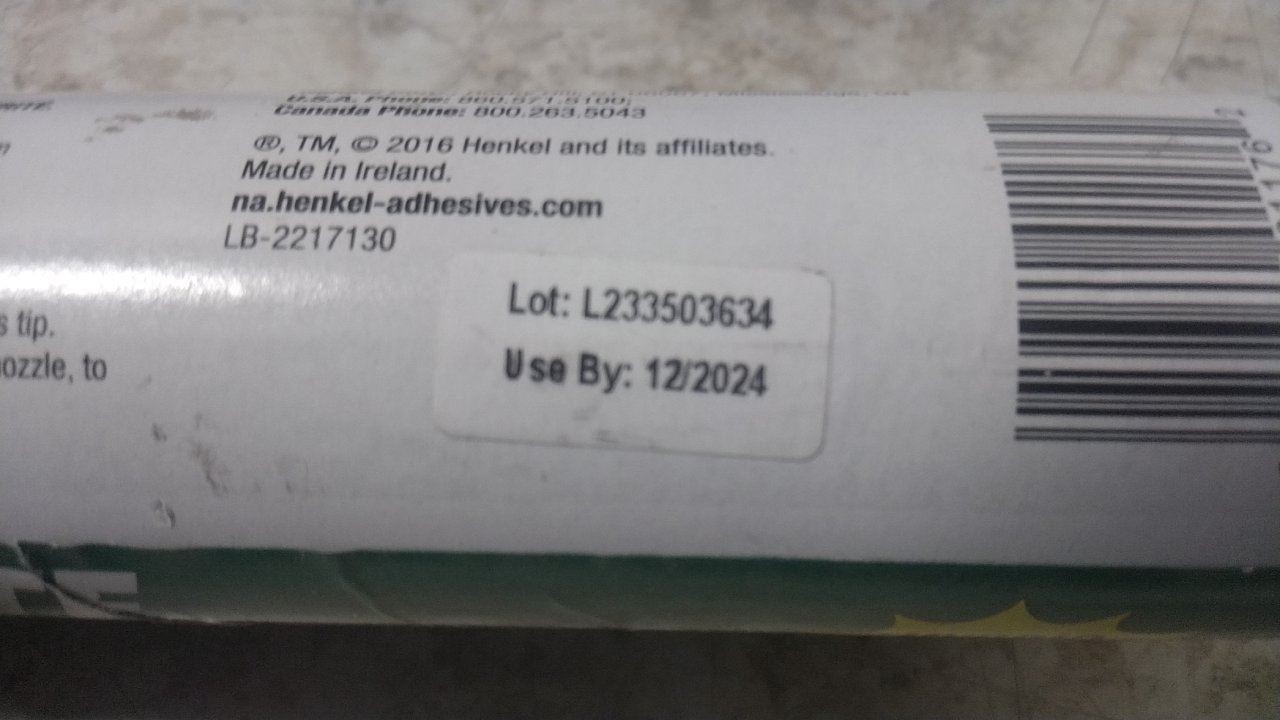 U.S.A. Phone: 860.571.5100;
Canada Phone: 800.263.5043
®, TM, © 2016 Henkel and its affiliates.
Made in Ireland.
na.henkel-adhesives.com
LB-2217130
s tip.
ozzle, to
Lot: L233503634
Use By: 12/2024